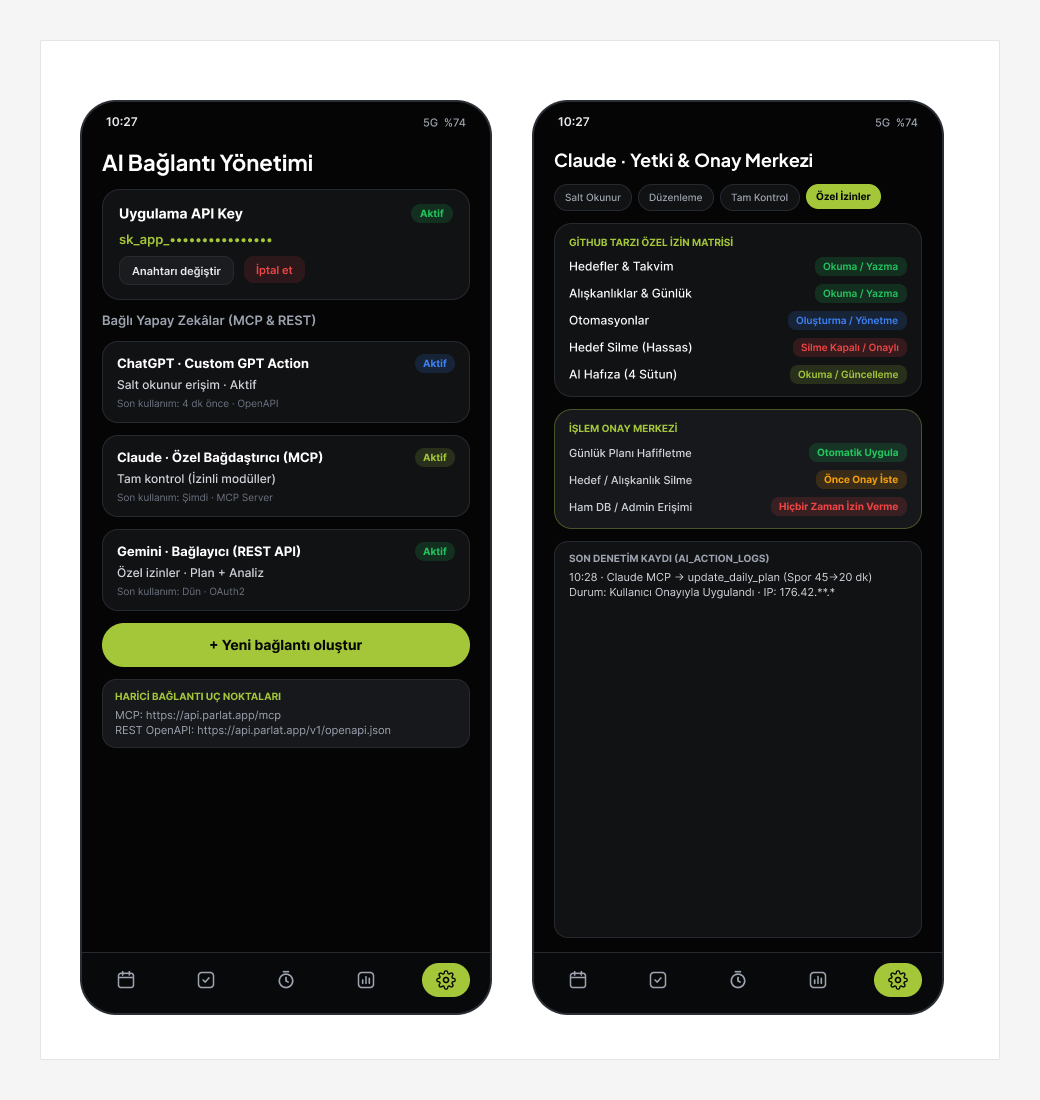 10:27
5G %74
AI Bağlantı Yönetimi
Uygulama API Key
Aktif
sk_app_••••••••••••••••
Anahtarı değiştir
İptal et
Bağlı Yapay Zekâlar (MCP & REST)
ChatGPT · Custom GPT Action
Aktif
Salt okunur erişim · Aktif
Son kullanım: 4 dk önce · OpenAPI
Claude · Özel Bağdaştırıcı (MCP)
Aktif
Tam kontrol (İzinli modüller)
Son kullanım: Şimdi · MCP Server
Gemini · Bağlayıcı (REST API)
Aktif
Özel izinler · Plan + Analiz
Son kullanım: Dün · OAuth2
+ Yeni bağlantı oluştur
HARİCİ BAĞLANTI UÇ NOKTALARI
MCP: https://api.parlat.app/mcp
REST OpenAPI: https://api.parlat.app/v1/openapi.json
10:27
5G %74
Claude · Yetki & Onay Merkezi
Salt Okunur
Düzenleme
Tam Kontrol
Özel İzinler
GİTHUB TARZI ÖZEL İZİN MATRİSİ
Hedefler & Takvim
Okuma / Yazma
Alışkanlıklar & Günlük
Okuma / Yazma
Otomasyonlar
Oluşturma / Yönetme
Hedef Silme (Hassas)
Silme Kapalı / Onaylı
AI Hafıza (4 Sütun)
Okuma / Güncelleme
İŞLEM ONAY MERKEZİ
Günlük Planı Hafifletme
Otomatik Uygula
Hedef / Alışkanlık Silme
Önce Onay İste
Ham DB / Admin Erişimi
Hiçbir Zaman İzin Verme
SON DENETİM KAYDI (AI_ACTION_LOGS)
10:28 · Claude MCP → update_daily_plan (Spor 45→20 dk)
Durum: Kullanıcı Onayıyla Uygulandı · IP: 176.42.**.*